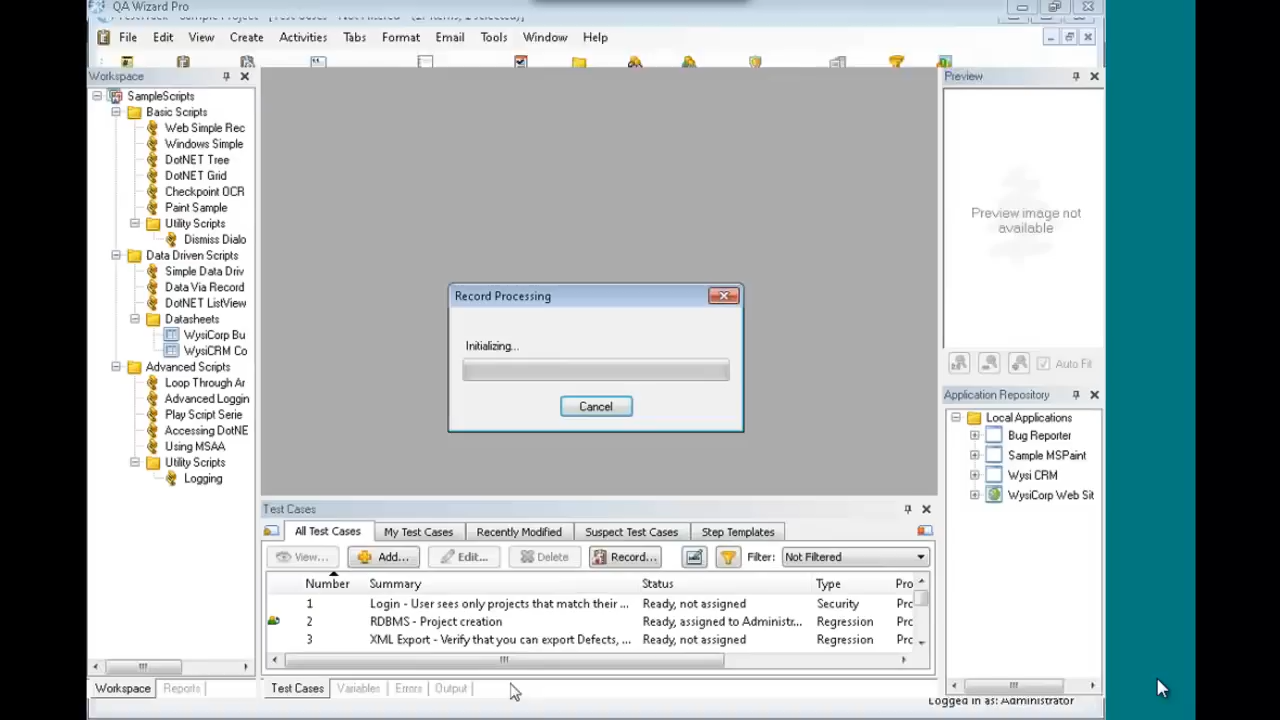 QA Wizard Pro
File Edit View Create Activities Tabs Format Email Tools Window Help
Workspace
Preview
SampleScripts
Basic Scripts
Web Simple Rec
Windows Simple
DotNET Tree
DotNET Grid
Checkpoint OCR
Paint Sample
Utility Scripts
Dismiss Dialo
Data Driven Scripts
Simple Data Driv
Data Via Record
DotNET ListView
Datasheets
WysiCorp Bu
WysiCRM Co
Advanced Scripts
Loop Through Ar
Advanced Loggin
Play Script Serie
Accessing DotNE
Using MSAA
Utility Scripts
Logging
Workspace Reports
Record Processing
Initializing...
Cancel
Preview image not
available
Auto Fit
Application Repository
Local Applications
Bug Reporter
Sample MSPaint
Wysi CRM
WysiCorp Web Sit
Test Cases
All Test Cases My Test Cases Recently Modified Suspect Test Cases Step Templates
View... Add... Edit... Delete Record... Filter: Not Filtered
Number Summary Status Type Pro
1 Login - User sees only projects that match their ... Ready, not assigned Security Prc
2 RDBMS - Project creation Ready, assigned to Administr... Regression Prc
3 XML Export - Verify that you can export Defects, ... Ready, not assigned Regression Prc
Test Cases Variables Errors Output
Logged in as: Administrator